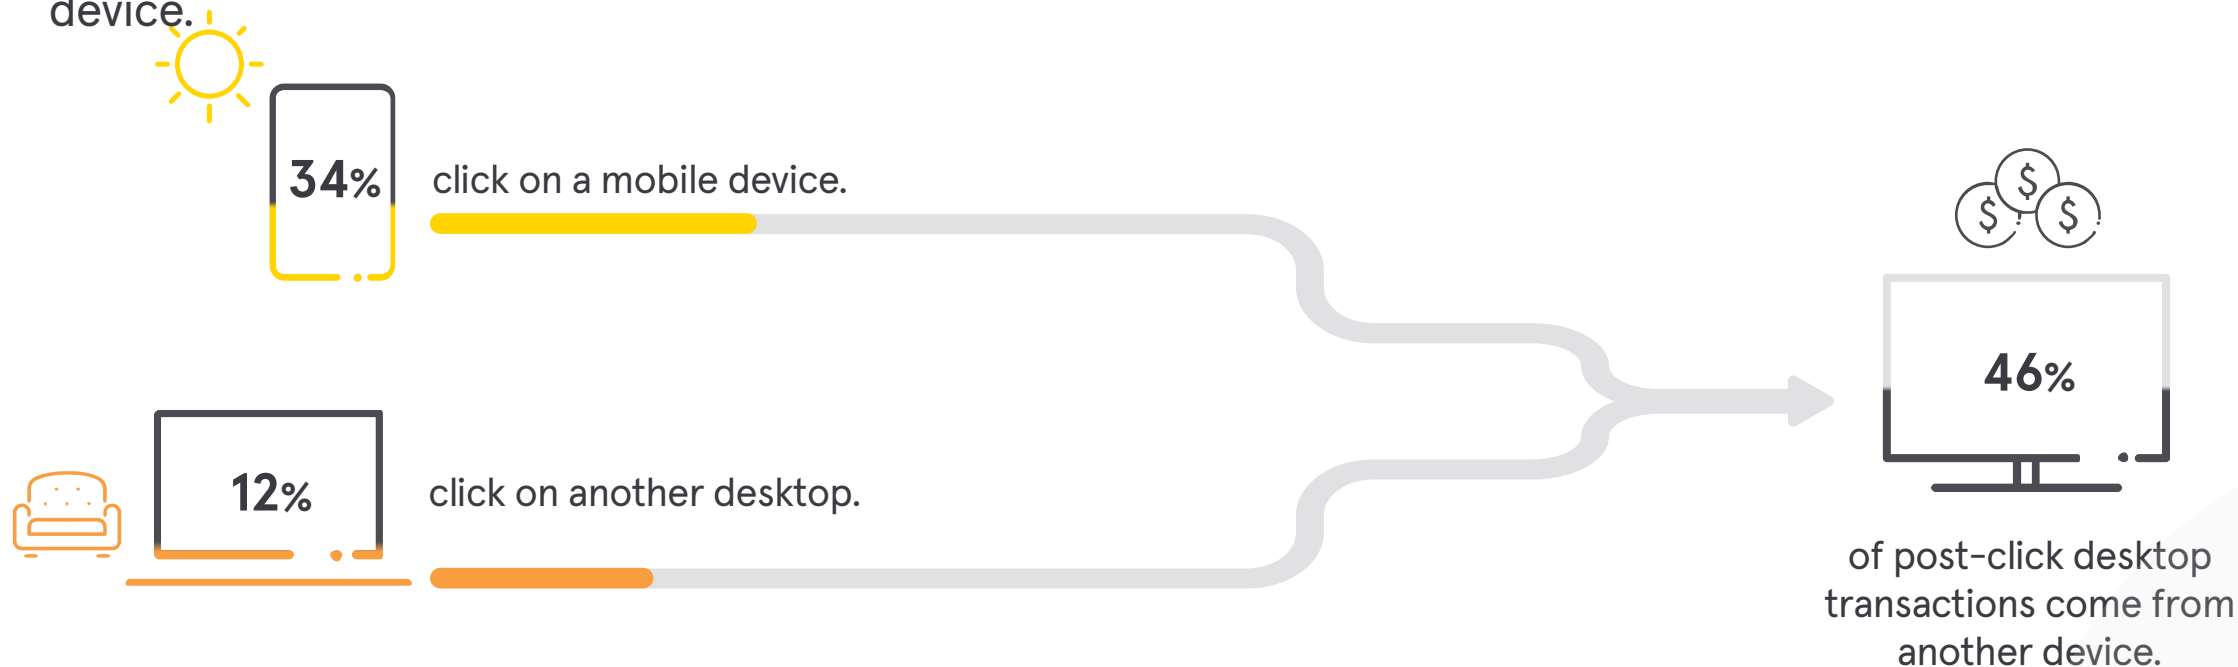 device.
34%
click on a mobile device.
$
$ $
46%
12%
click on another desktop.
of post-click desktop
transactions come from
another device.